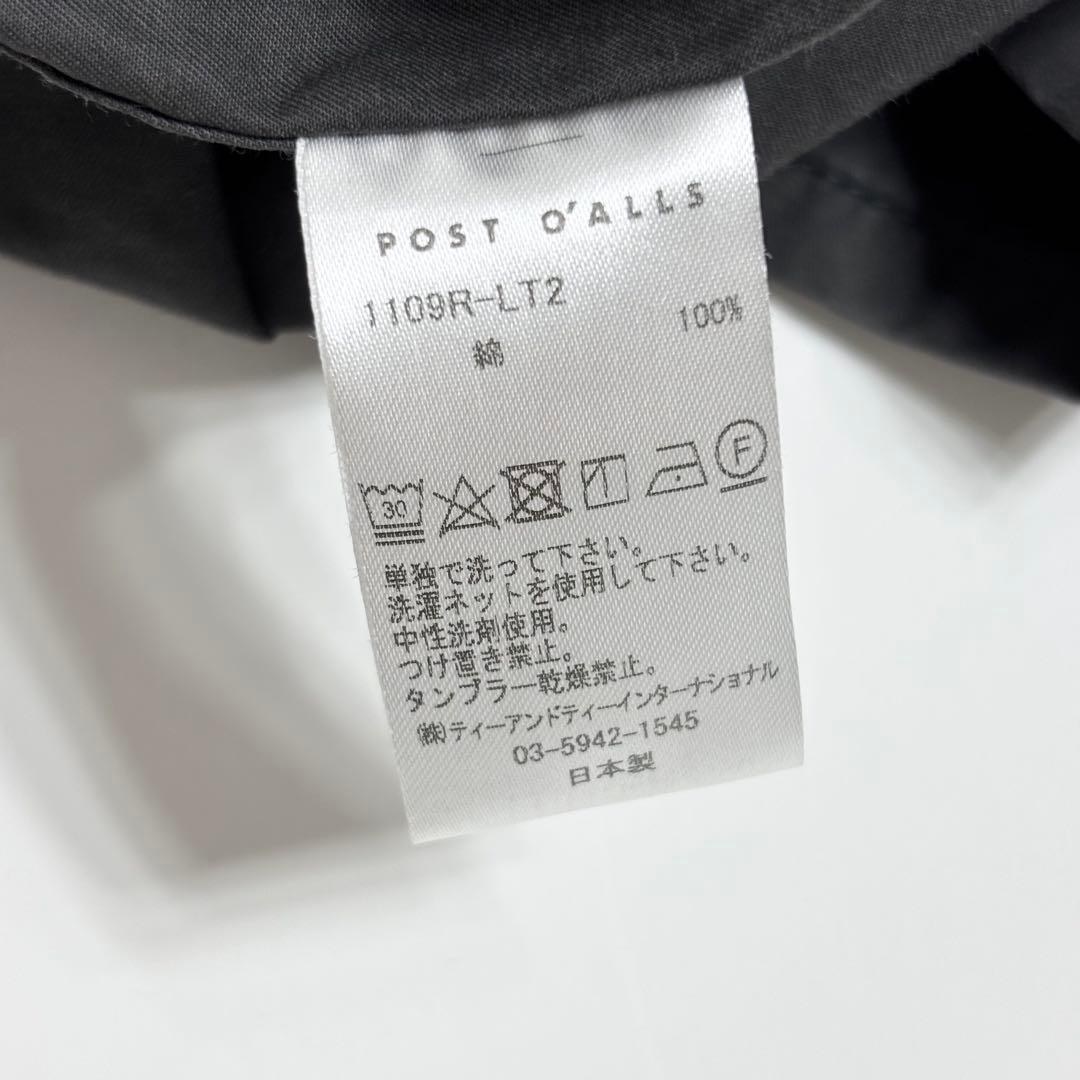 POST O'ALLS
1109R-LT2
綿 100%
30 F
単独で洗って下さい。
洗濯ネットを使用して下さい。
中性洗剤使用。
つけ置き禁止。
タンブラー乾燥禁止。
㈱ティーアンドティーインターナショナル
03-5942-1545
日本製